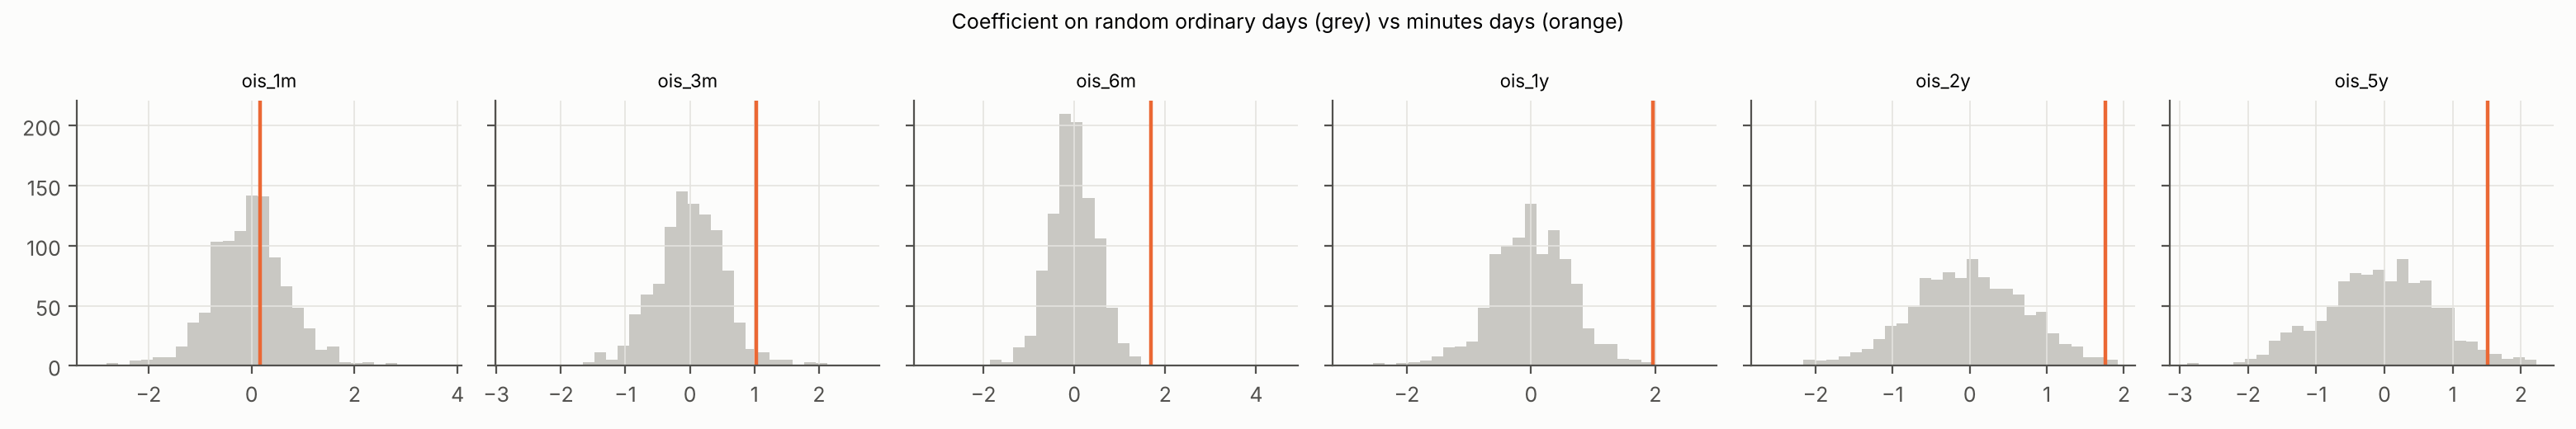 Coefficient on random ordinary days (grey) vs minutes days (orange)
ois_1m ois_3m ois_6m ois_1y ois_2y ois_5y
200
150
100
50
0
−2 0 2 4 −3 −2 −1 0 1 2 −2 0 2 4 −2 0 2 −2 −1 0 1 2 −3 −2 −1 0 1 2